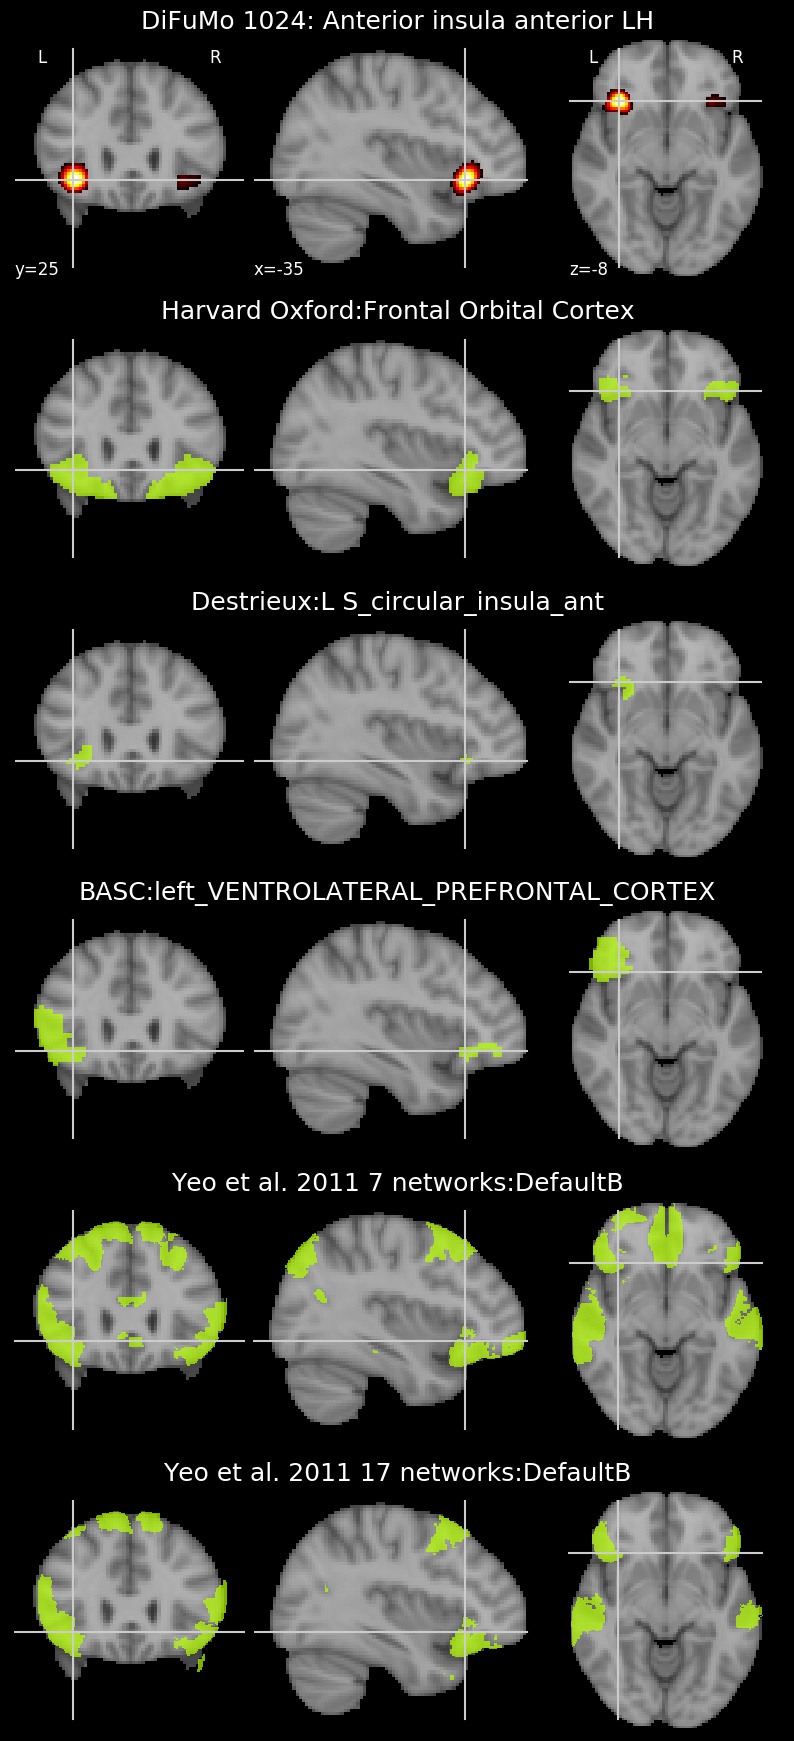 DiFuMo 1024: Anterior insula anterior LH
L R L R
y=25 x=-35 z=-8
Harvard Oxford:Frontal Orbital Cortex
Destrieux:L S_circular_insula_ant
BASC:left_VENTROLATERAL_PREFRONTAL_CORTEX
Yeo et al. 2011 7 networks:DefaultB
Yeo et al. 2011 17 networks:DefaultB